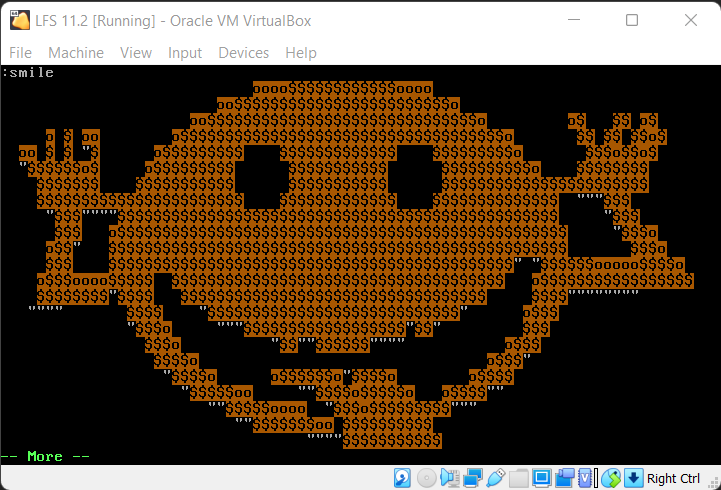 LFS 11.2 [Running] - Oracle VM VirtualBox
File Machine View Input Devices Help
:smile
-- More --
Right Ctrl